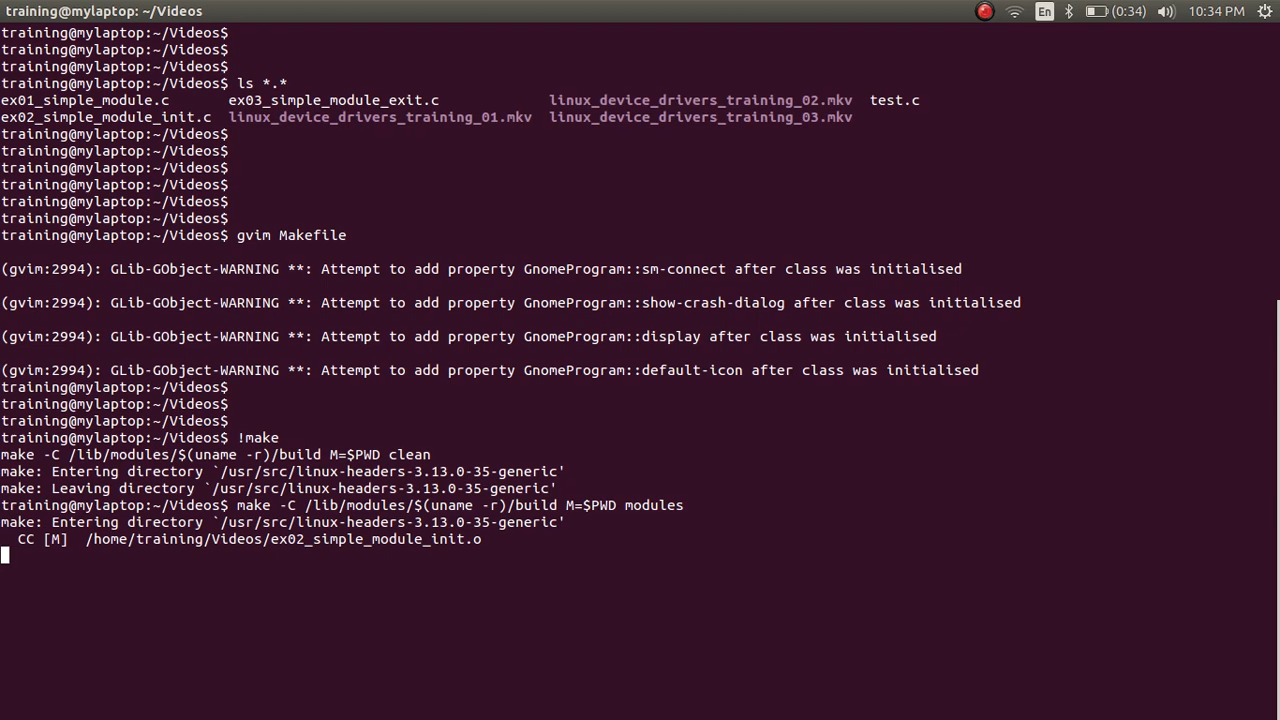 training@mylaptop: ~/Videos En (0:34) 10:34 PM
training@mylaptop:~/Videos$
training@mylaptop:~/Videos$
training@mylaptop:~/Videos$
training@mylaptop:~/Videos$ ls *.*
ex01_simple_module.c ex03_simple_module_exit.c linux_device_drivers_training_02.mkv test.c
ex02_simple_module_init.c linux_device_drivers_training_01.mkv linux_device_drivers_training_03.mkv
training@mylaptop:~/Videos$
training@mylaptop:~/Videos$
training@mylaptop:~/Videos$
training@mylaptop:~/Videos$
training@mylaptop:~/Videos$
training@mylaptop:~/Videos$
training@mylaptop:~/Videos$ gvim Makefile
(gvim:2994): GLib-GObject-WARNING **: Attempt to add property GnomeProgram::sm-connect after class was initialised
(gvim:2994): GLib-GObject-WARNING **: Attempt to add property GnomeProgram::show-crash-dialog after class was initialised
(gvim:2994): GLib-GObject-WARNING **: Attempt to add property GnomeProgram::display after class was initialised
(gvim:2994): GLib-GObject-WARNING **: Attempt to add property GnomeProgram::default-icon after class was initialised
training@mylaptop:~/Videos$
training@mylaptop:~/Videos$
training@mylaptop:~/Videos$
training@mylaptop:~/Videos$ !make
make -C /lib/modules/$(uname -r)/build M=$PWD clean
make: Entering directory `/usr/src/linux-headers-3.13.0-35-generic'
make: Leaving directory `/usr/src/linux-headers-3.13.0-35-generic'
training@mylaptop:~/Videos$ make -C /lib/modules/$(uname -r)/build M=$PWD modules
make: Entering directory `/usr/src/linux-headers-3.13.0-35-generic'
CC [M] /home/training/Videos/ex02_simple_module_init.o